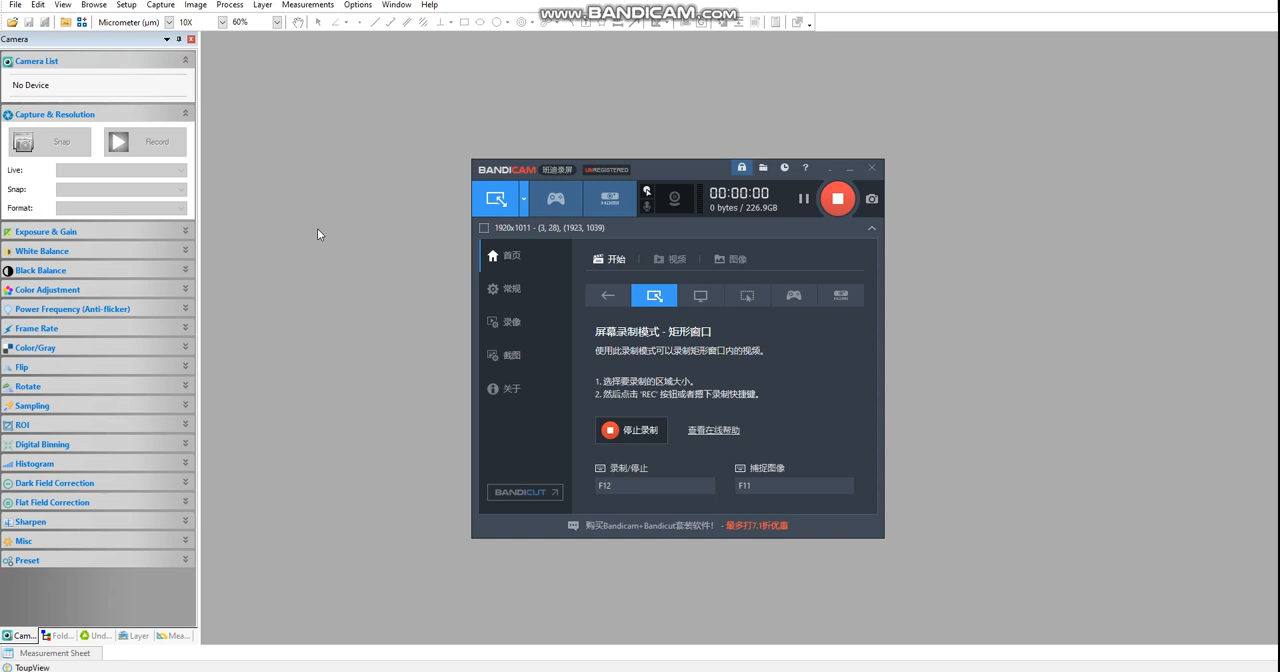 File Edit View Browse Setup Capture Image Process Layer Measurements Options Window Help
www.BANDICAM.com
Micrometer (μm) 10X 60%
Camera
Camera List
No Device
Capture & Resolution
Snap Record
Live:
Snap:
Format:
Exposure & Gain
White Balance
Black Balance
Color Adjustment
Power Frequency (Anti-flicker)
Frame Rate
Color/Gray
Flip
Rotate
Sampling
ROI
Digital Binning
Histogram
Dark Field Correction
Flat Field Correction
Sharpen
Misc
Preset
Cam... Fold... Und... Layer Mea...
Measurement Sheet
ToupView
BANDICAM 班迪录屏 UNREGISTERED
HDMI
00:00:00
0 bytes / 226.9GB
1920x1011 - (3, 28), (1923, 1039)
首页
常规
录像
截图
关于
BANDICUT
开始 视频 图像
HDMI
屏幕录制模式 - 矩形窗口
使用此录制模式可以录制矩形窗口内的视频。
1. 选择要录制的区域大小。
2. 然后点击 'REC' 按钮或者摁下录制快捷键。
停止录制 查看在线帮助
录制/停止 捕捉图像
F12 F11
购买Bandicam+Bandicut套装软件! - 最多打7.1折优惠